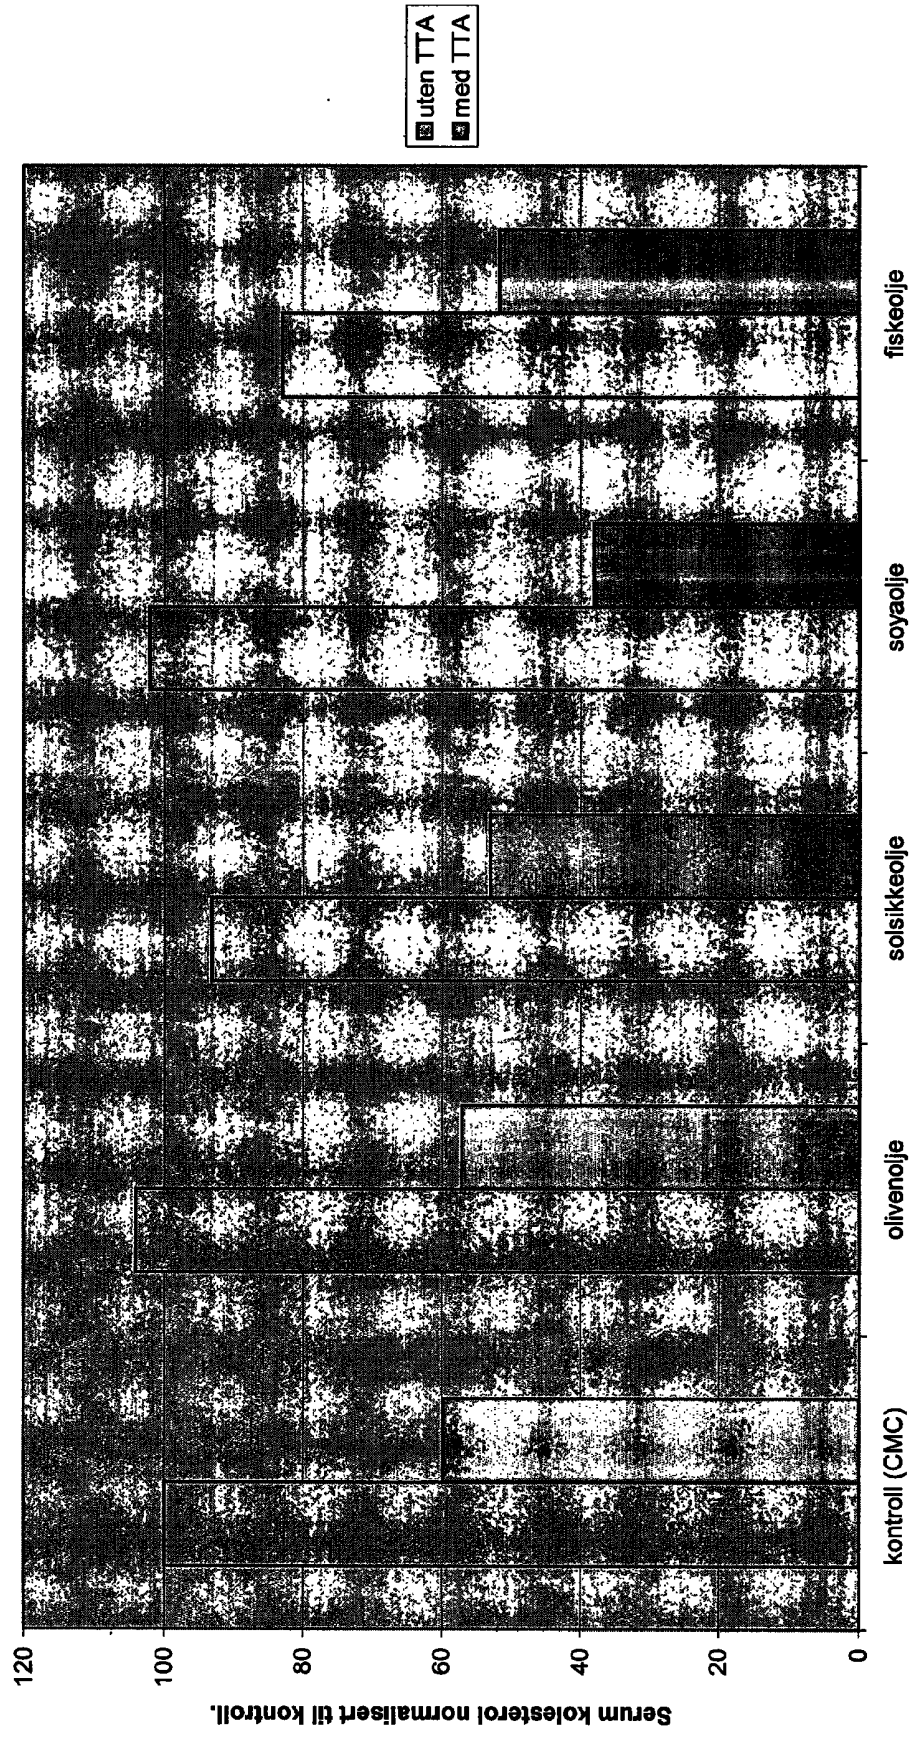 Serum kolesterol normalisert til kontroll.
120
100
80
60
40
20
0
kontroll (CMC)
olivenolje
solsikkeolje
soyaolje
fiskeolje
uten TTA
med TTA